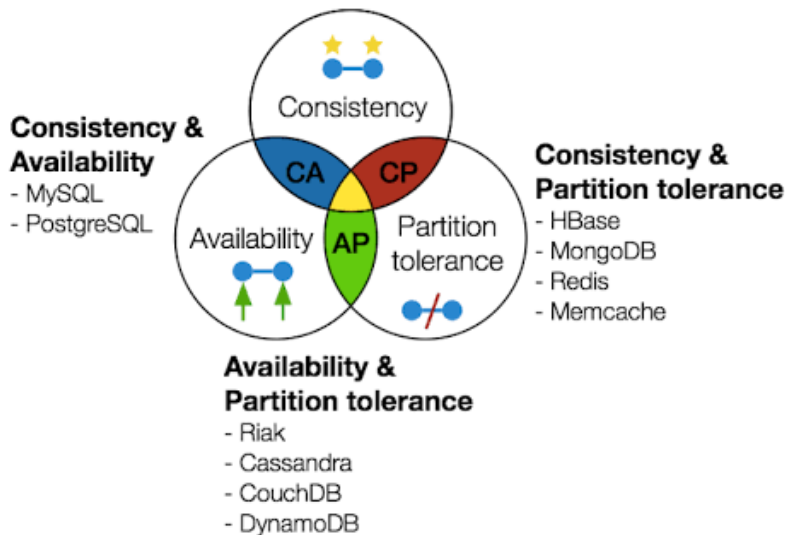 Consistency
Consistency &
Availability
- MySQL
- PostgreSQL
CA
CP
Consistency &
Partition tolerance
- HBase
- MongoDB
- Redis
- Memcache
Availability
AP
Partition
tolerance
Availability &
Partition tolerance
- Riak
- Cassandra
- CouchDB
- DynamoDB